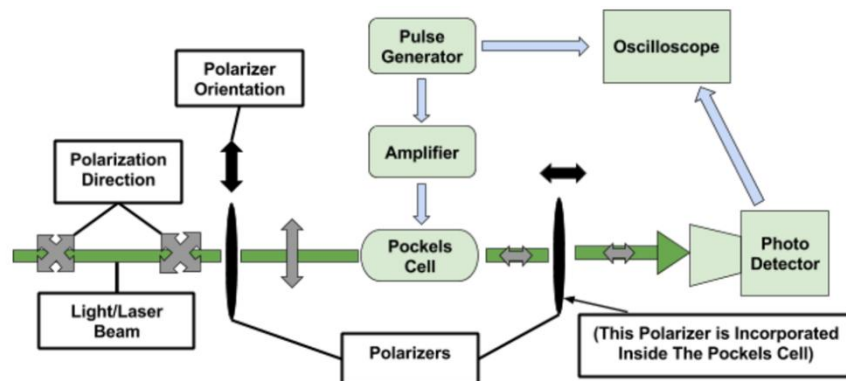 Pulse
Generator
Oscilloscope
Polarizer
Orientation
Amplifier
Polarization
Direction
Pockels
Cell
Photo
Detector
Light/Laser
Beam
Polarizers
(This Polarizer is Incorporated
Inside The Pockels Cell)